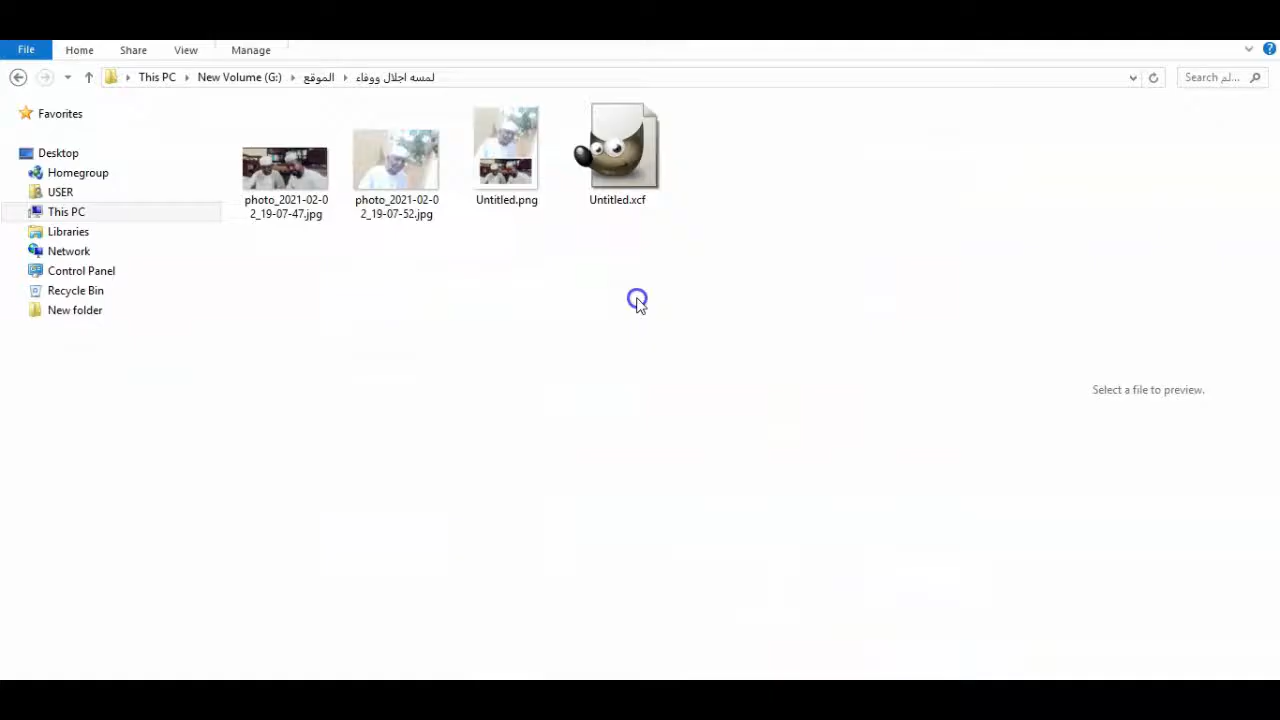 File Home Share View Manage
This PC New Volume (G:) الموقع لمسه اجلال ووفاء
Search لم...
Favorites
Desktop
Homegroup
USER
This PC
Libraries
Network
Control Panel
Recycle Bin
New folder
photo_2021-02-0
2_19-07-47.jpg
photo_2021-02-0
2_19-07-52.jpg
Untitled.png
Untitled.xcf
Select a file to preview.